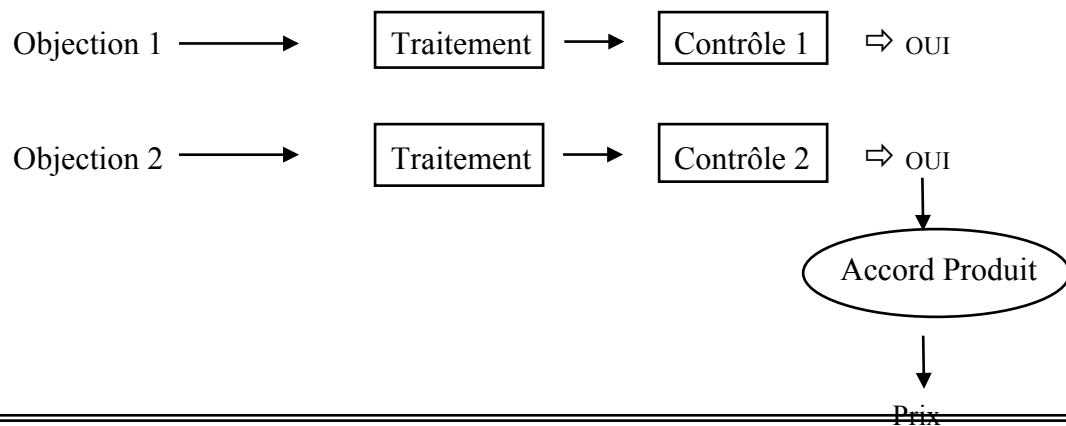 Objection 1 Traitement Contrôle 1 ⇨ OUI
Objection 2 Traitement Contrôle 2 ⇨ OUI
Accord Produit
Prix